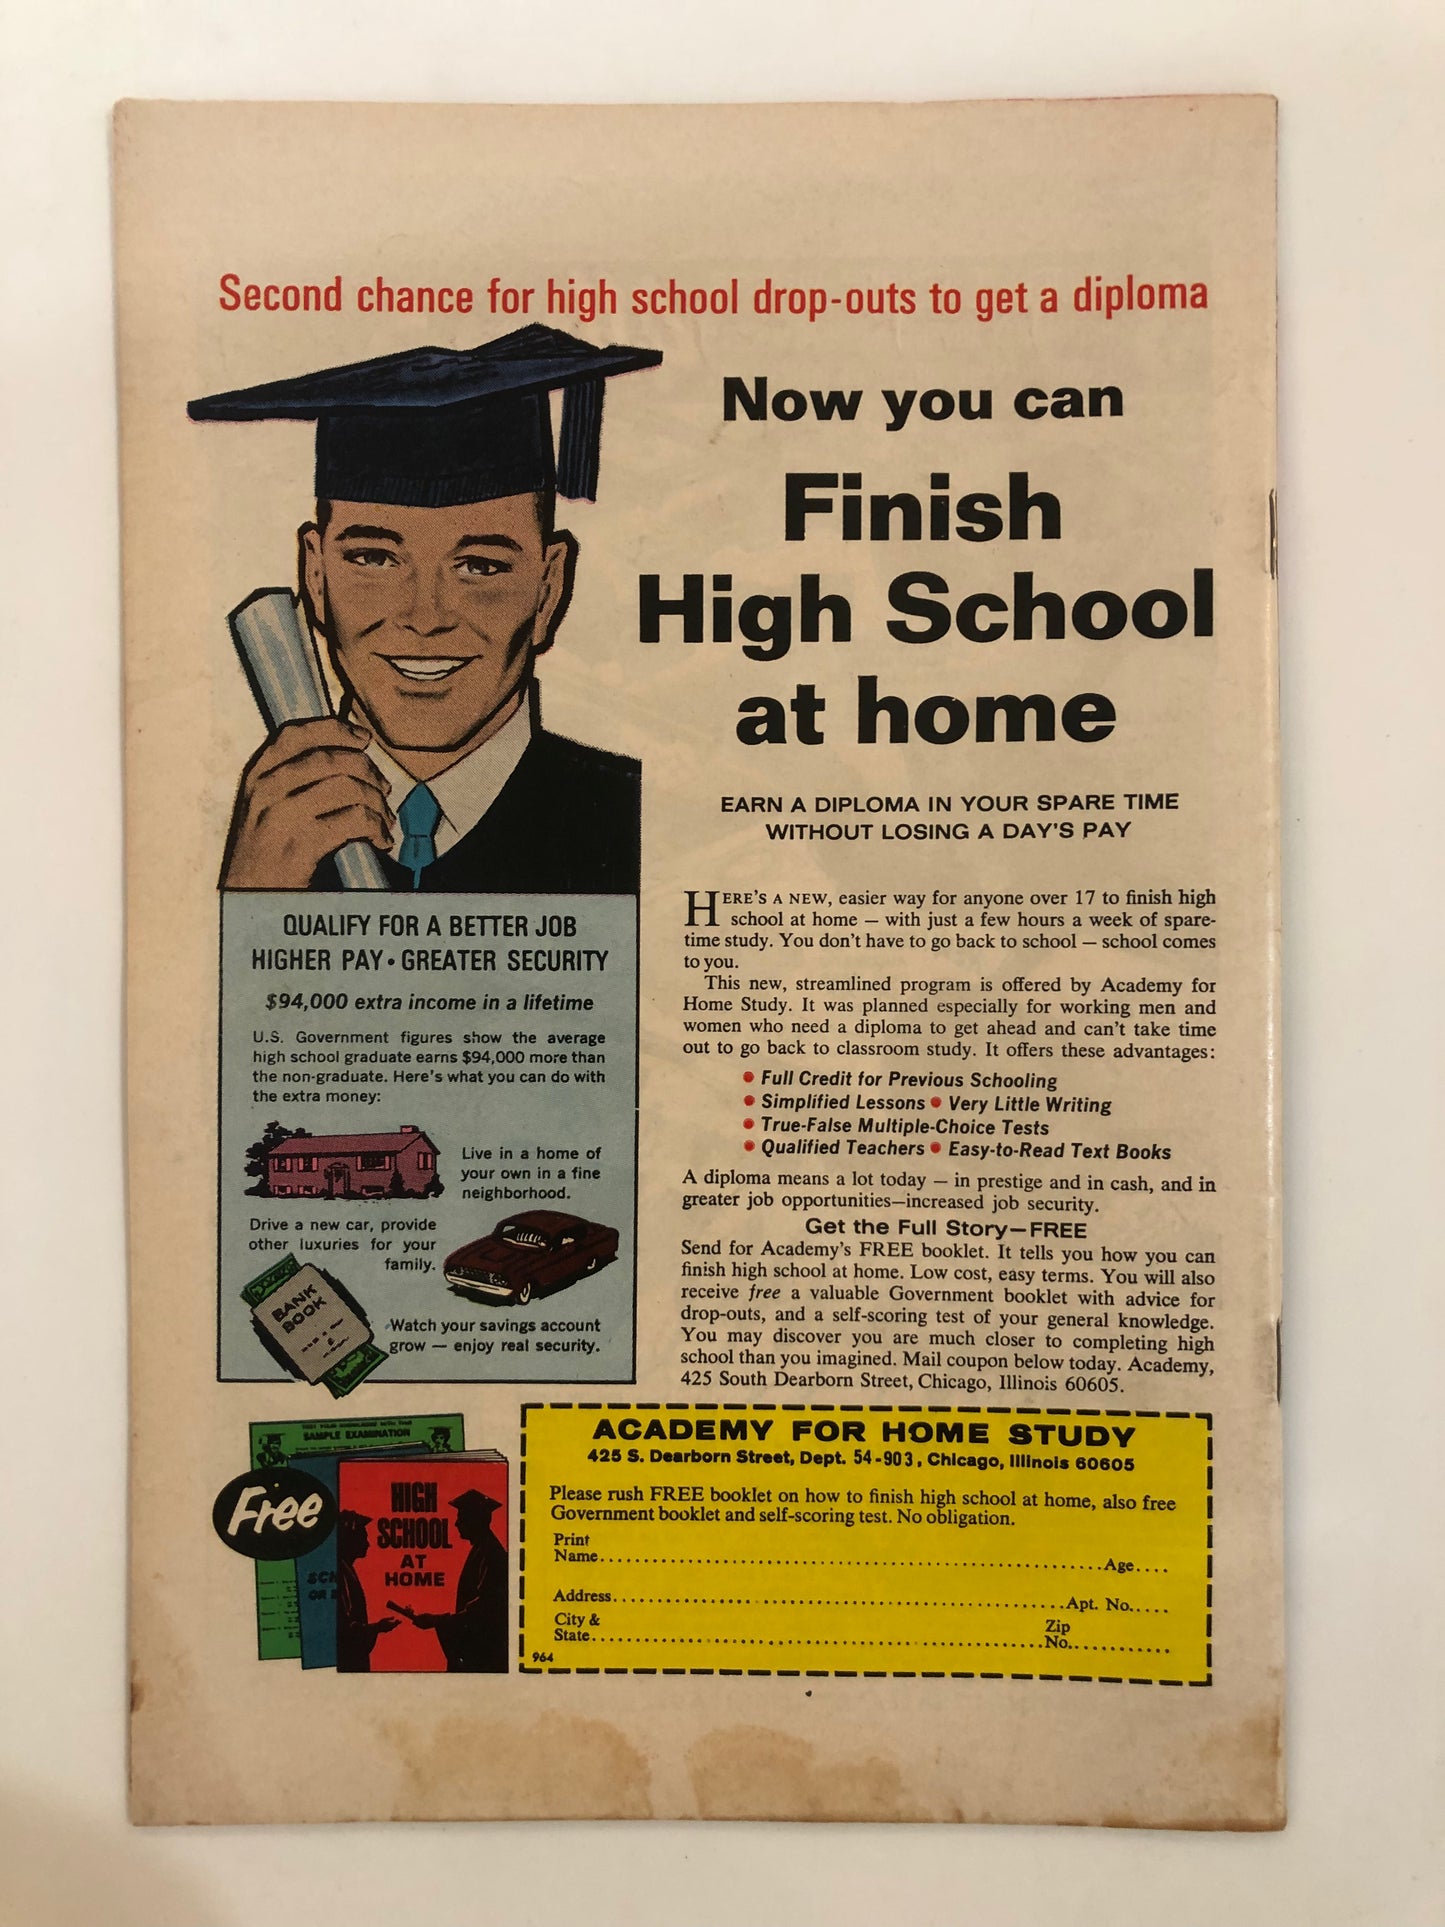 Second chance for high school drop-outs to get a diploma
Now you can
Finish
High School
at home
EARN A DIPLOMA IN YOUR SPARE TIME
WITHOUT LOSING A DAY'S PAY
QUALIFY FOR A BETTER JOB
HIGHER PAY • GREATER SECURITY
$94,000 extra income in a lifetime
U.S. Government figures show the average
high school graduate earns $94,000 more than
the non-graduate. Here's what you can do with
the extra money:
Live in a home of
your own in a fine
neighborhood.
Drive a new car, provide
other luxuries for your
family.
BANK
BOOK
Watch your savings account
grow — enjoy real security.
HERE'S A NEW, easier way for anyone over 17 to finish high
school at home — with just a few hours a week of spare-
time study. You don't have to go back to school — school comes
to you.
This new, streamlined program is offered by Academy for
Home Study. It was planned especially for working men and
women who need a diploma to get ahead and can't take time
out to go back to classroom study. It offers these advantages:
• Full Credit for Previous Schooling
• Simplified Lessons • Very Little Writing
• True-False Multiple-Choice Tests
• Qualified Teachers • Easy-to-Read Text Books
A diploma means a lot today — in prestige and in cash, and in
greater job opportunities—increased job security.
Get the Full Story—FREE
Send for Academy's FREE booklet. It tells you how you can
finish high school at home. Low cost, easy terms. You will also
receive free a valuable Government booklet with advice for
drop-outs, and a self-scoring test of your general knowledge.
You may discover you are much closer to completing high
school than you imagined. Mail coupon below today. Academy,
425 South Dearborn Street, Chicago, Illinois 60605.
SAMPLE EXAMINATION
Free
HIGH
SCHOOL
AT
HOME
ACADEMY FOR HOME STUDY
425 S. Dearborn Street, Dept. 54-903, Chicago, Illinois 60605
Please rush FREE booklet on how to finish high school at home, also free
Government booklet and self-scoring test. No obligation.
Print
Name.......................................Age....
Address.......................................Apt. No.....
City &
State.......................................Zip
No.............
964